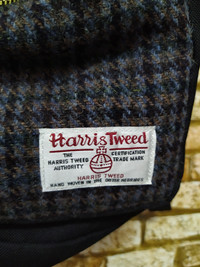 Harris Tweed
THE CERTIFICATION
HARRIS TWEED TRADE MARK
AUTHORITY
HARRIS TWEED
HAND WOVEN IN THE OUTER HEBRIDES